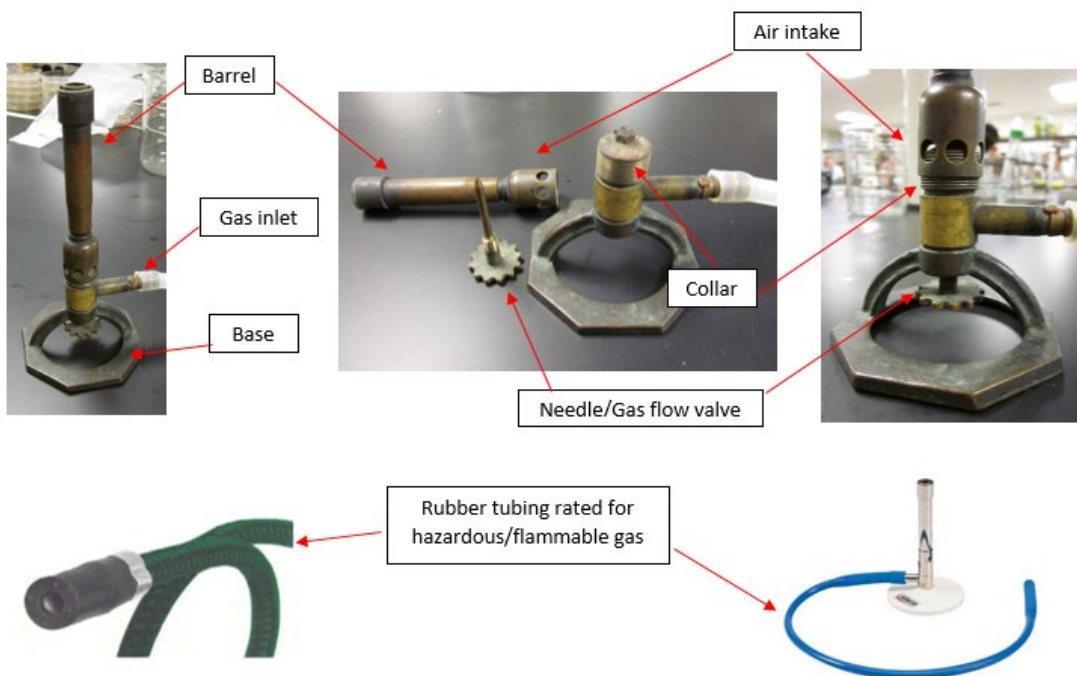 Air intake
Barrel
Gas inlet
Collar
Base
Needle/Gas flow valve
Rubber tubing rated for
hazardous/flammable gas